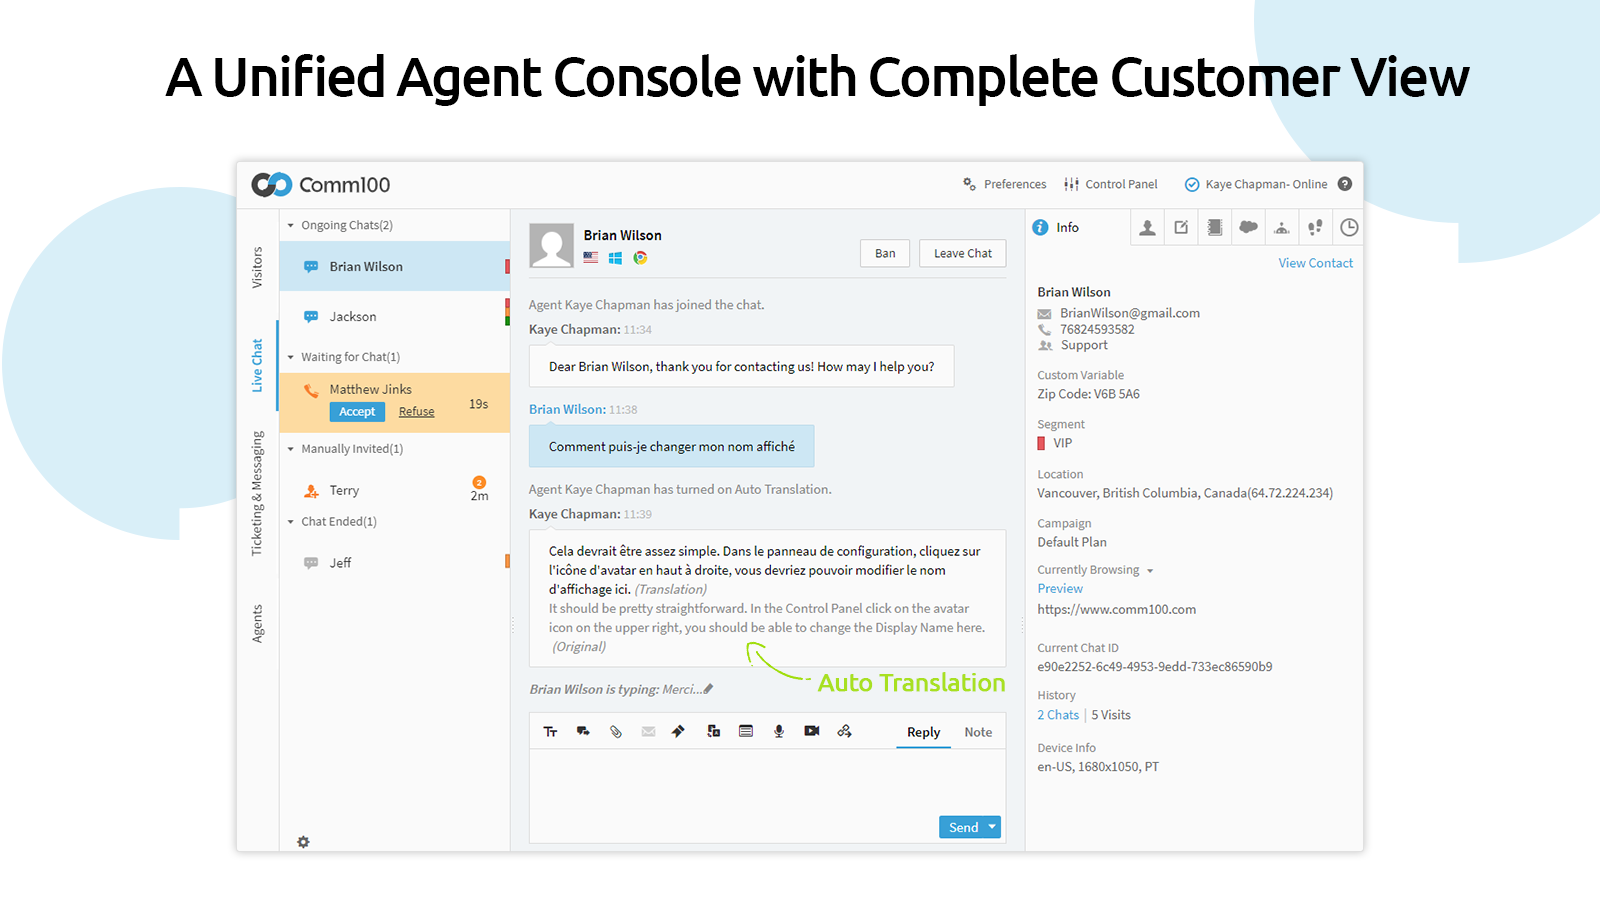 A Unified Agent Console with Complete Customer View
Comm100
Preferences
Control Panel
Kaye Chapman- Online
?
Visitors
Live Chat
Ticketing & Messaging
Agents
Ongoing Chats(2)
Brian Wilson
Jackson
Waiting for Chat(1)
Matthew Jinks
Accept
Refuse
19s
Manually Invited(1)
Terry
2
2m
Chat Ended(1)
Jeff
Brian Wilson
Ban
Leave Chat
Agent Kaye Chapman has joined the chat.
Kaye Chapman: 11:34
Dear Brian Wilson, thank you for contacting us! How may I help you?
Brian Wilson: 11:38
Comment puis-je changer mon nom affiché
Agent Kaye Chapman has turned on Auto Translation.
Kaye Chapman: 11:39
Cela devrait être assez simple. Dans le panneau de configuration, cliquez sur
l'icône d'avatar en haut à droite, vous devriez pouvoir modifier le nom
d'affichage ici. (Translation)
It should be pretty straightforward. In the Control Panel click on the avatar
icon on the upper right, you should be able to change the Display Name here.
(Original)
Auto Translation
Brian Wilson is typing: Merci...
Tт
Reply
Note
Send
i
Info
View Contact
Brian Wilson
BrianWilson@gmail.com
76824593582
Support
Custom Variable
Zip Code: V6B 5A6
Segment
VIP
Location
Vancouver, British Columbia, Canada(64.72.224.234)
Campaign
Default Plan
Currently Browsing
Preview
https://www.comm100.com
Current Chat ID
e90e2252-6c49-4953-9edd-733ec86590b9
History
2 Chats | 5 Visits
Device Info
en-US, 1680x1050, PT